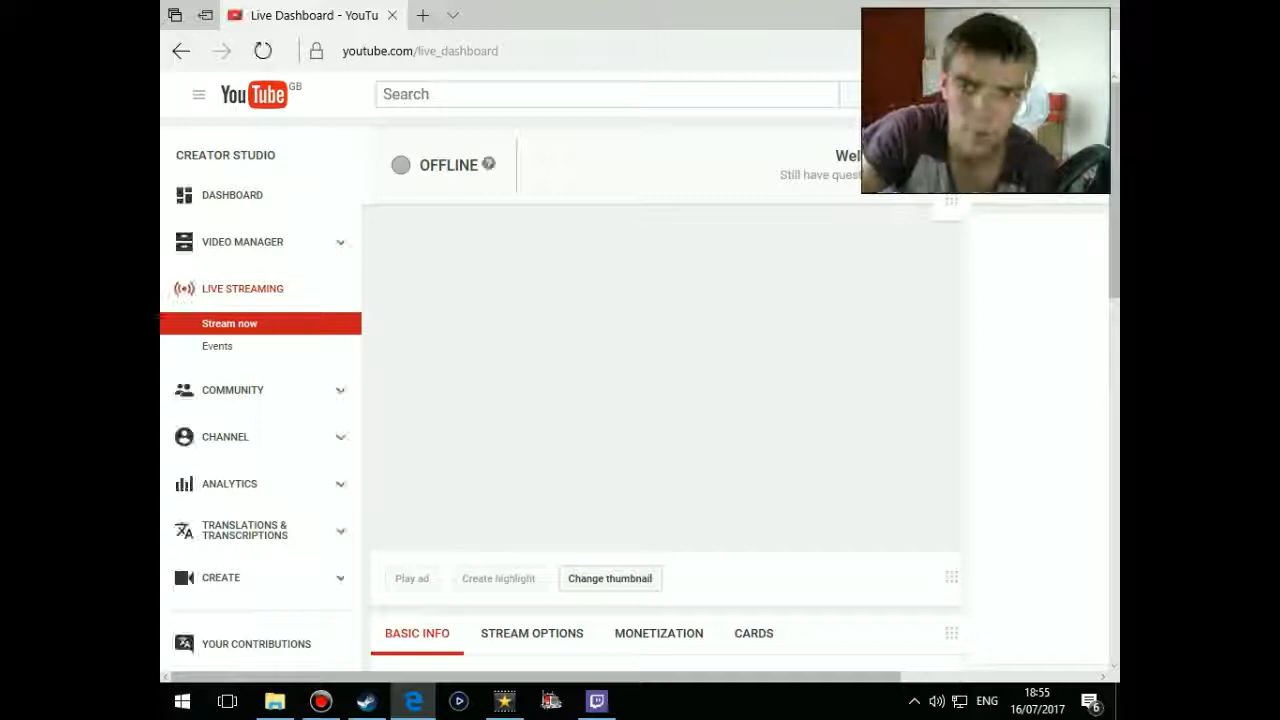 Live Dashboard - YouTu
youtube.com/live_dashboard
YouTube GB
Search
CREATOR STUDIO
OFFLINE ?
Wel
Still have quest
DASHBOARD
VIDEO MANAGER
LIVE STREAMING
Stream now
Events
COMMUNITY
CHANNEL
ANALYTICS
TRANSLATIONS &
TRANSCRIPTIONS
CREATE
Play ad
Create highlight
Change thumbnail
YOUR CONTRIBUTIONS
BASIC INFO
STREAM OPTIONS
MONETIZATION
CARDS
ENG
18:55
16/07/2017
6